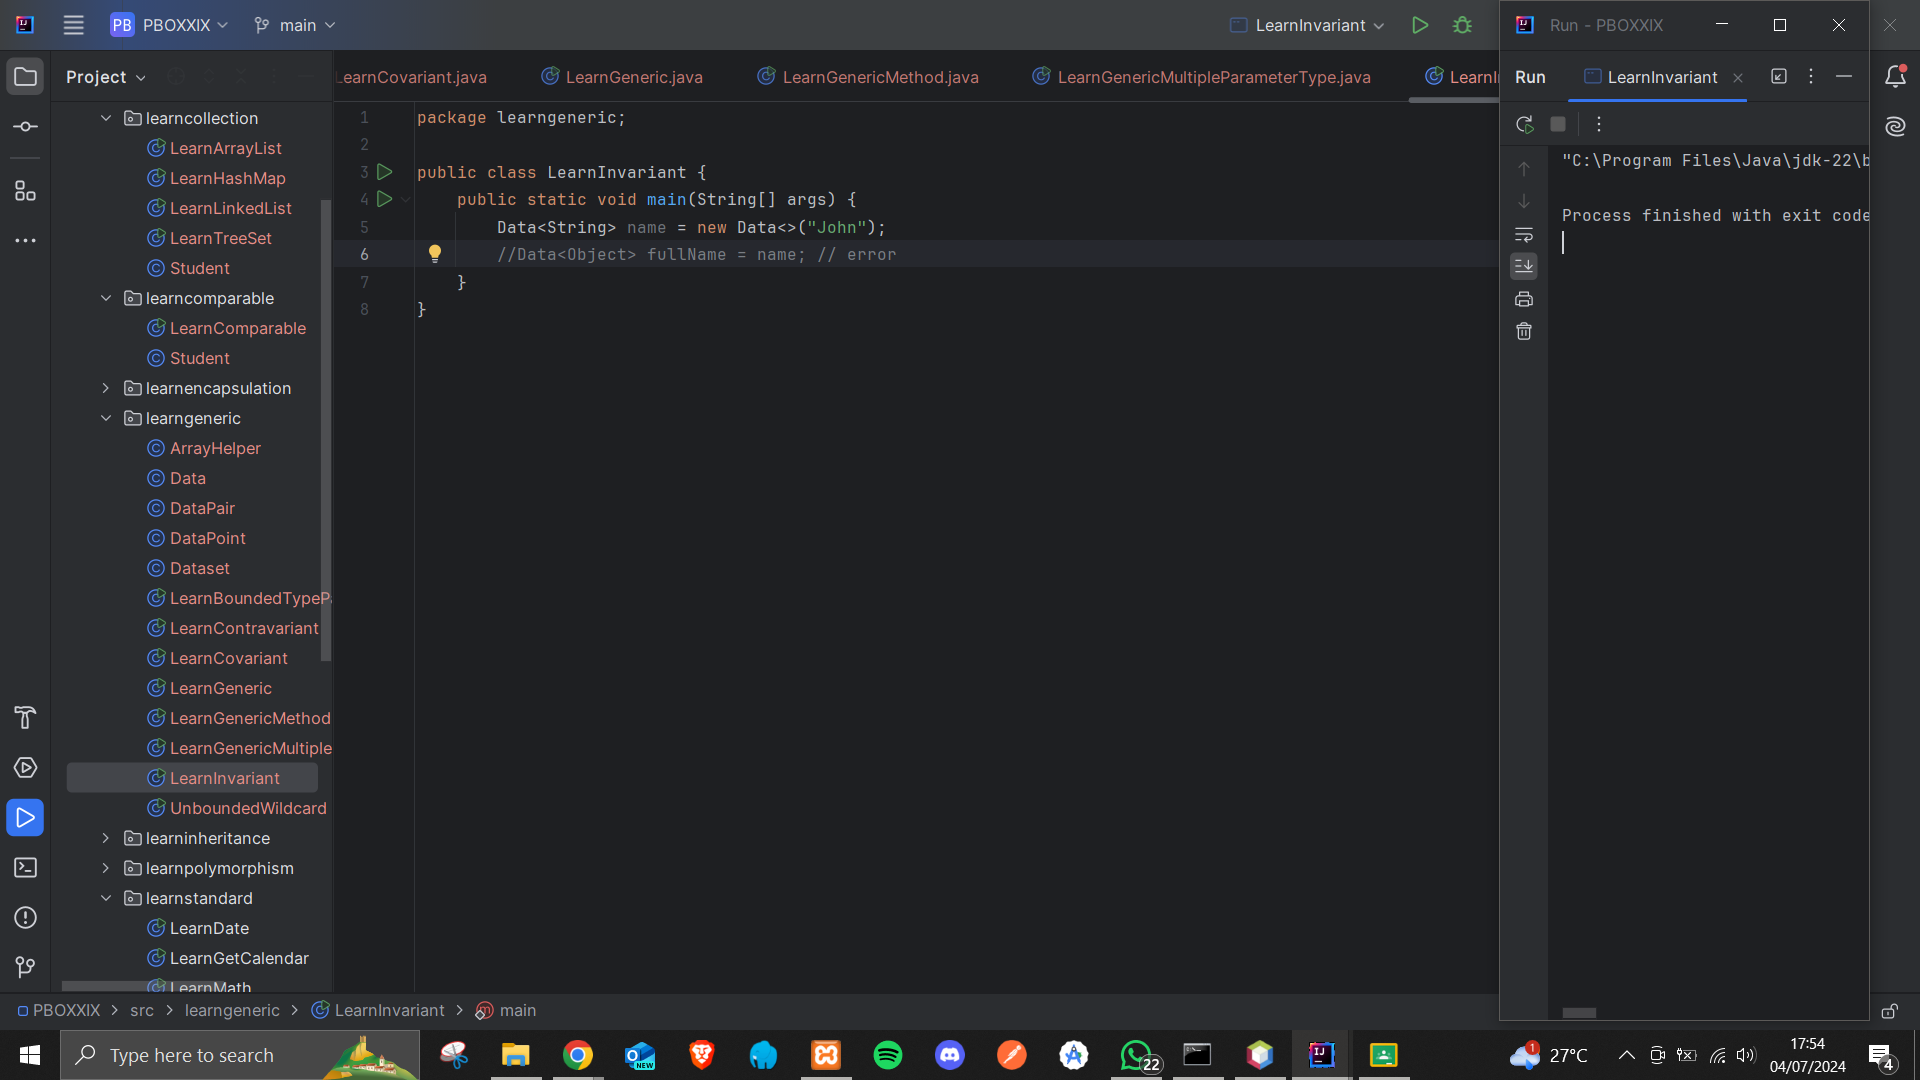 PB PBOXXIX main LearnInvariant
Project
learncollection
LearnArrayList
LearnHashMap
LearnLinkedList
LearnTreeSet
Student
learncomparable
LearnComparable
Student
learnencapsulation
learngeneric
ArrayHelper
Data
DataPair
DataPoint
Dataset
LearnBoundedTypePa
LearnContravariant
LearnCovariant
LearnGeneric
LearnGenericMethod
LearnGenericMultiple
LearnInvariant
UnboundedWildcard
learninheritance
learnpolymorphism
learnstandard
LearnDate
LearnGetCalendar
LearnMath
earnCovariant.java LearnGeneric.java LearnGenericMethod.java LearnGenericMultipleParameterType.java LearnI
1 package learngeneric;
2
3 public class LearnInvariant {
4 public static void main(String[] args) {
5 Data<String> name = new Data<>("John");
6 //Data<Object> fullName = name; // error
7 }
8 }
Run - PBOXXIX
Run LearnInvariant
"C:\Program Files\Java\jdk-22\b
Process finished with exit code
PBOXXIX > src > learngeneric > LearnInvariant > main
Type here to search
NEW
22
IJ
1
27°C
17:54
04/07/2024
4